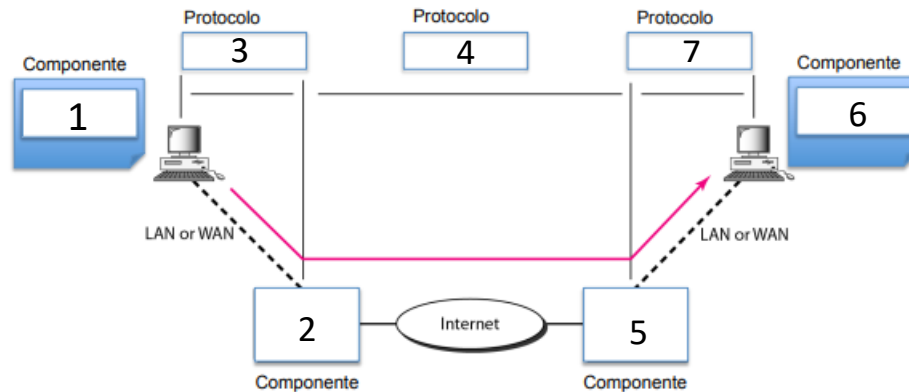 Protocolo
Protocolo
3
4
7
Componente
Componente
1
6
LAN or WAN
LAN or WAN
2
Internet
5
Componente
Componente